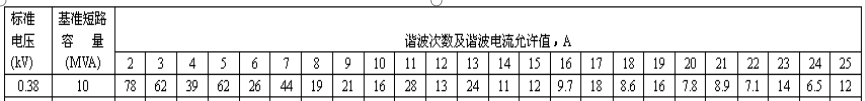 标准 基准短路
电压 容 量 谐波次数及谐波电流允许值，A
(kV) (MVA) 2 3 4 5 6 7 8 9 10 11 12 13 14 15 16 17 18 19 20 21 22 23 24 25
0.38 10 78 62 39 62 26 44 19 21 16 28 13 24 11 12 9.7 18 8.6 16 7.8 8.9 7.1 14 6.5 12